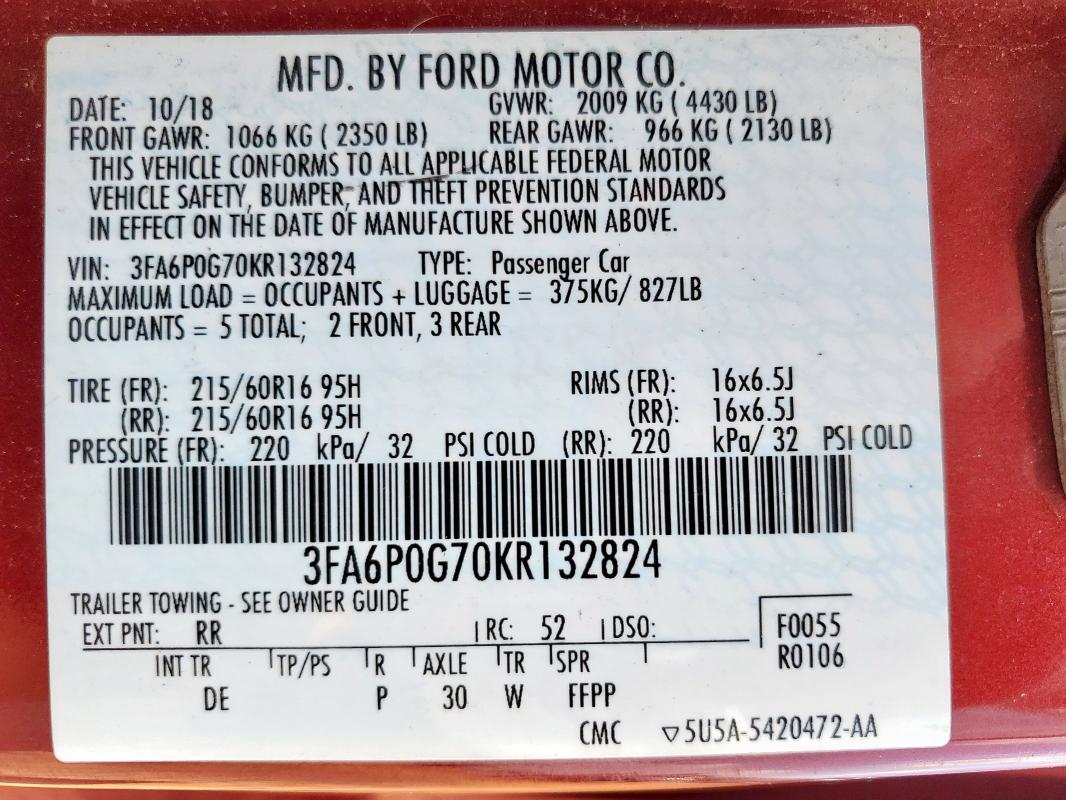 MFD. BY FORD MOTOR CO.
DATE: 10/18 GVWR: 2009 KG ( 4430 LB)
FRONT GAWR: 1066 KG ( 2350 LB) REAR GAWR: 966 KG ( 2130 LB)
THIS VEHICLE CONFORMS TO ALL APPLICABLE FEDERAL MOTOR
VEHICLE SAFETY, BUMPER, AND THEFT PREVENTION STANDARDS
IN EFFECT ON THE DATE OF MANUFACTURE SHOWN ABOVE.
VIN: 3FA6P0G70KR132824 TYPE: Passenger Car
MAXIMUM LOAD = OCCUPANTS + LUGGAGE = 375KG/ 827LB
OCCUPANTS = 5 TOTAL; 2 FRONT, 3 REAR
TIRE (FR): 215/60R16 95H RIMS (FR): 16x6.5J
(RR): 215/60R16 95H (RR): 16x6.5J
PRESSURE (FR): 220 kPa/ 32 PSI COLD (RR): 220 kPa/ 32 PSI COLD
3FA6P0G70KR132824
TRAILER TOWING - SEE OWNER GUIDE
EXT PNT: RR RC: 52 DSO: F0055
INT TR TP/PS R AXLE TR SPR R0106
DE P 30 W FFPP
CMC ▽5U5A-5420472-AA